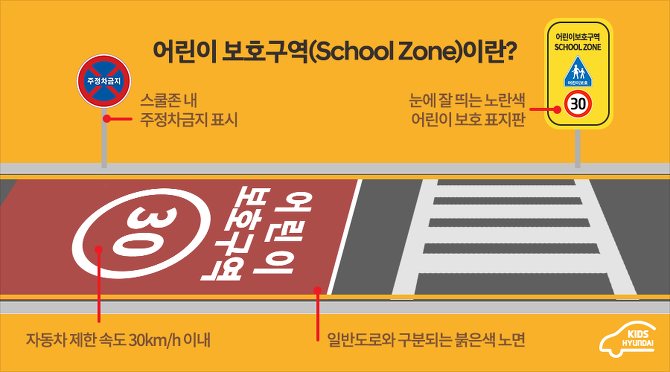 어린이 보호구역(School Zone)이란?
주정차금지
스쿨존 내
주정차금지 표시
눈에 잘 띄는 노란색
어린이 보호 표지판
어린이보호구역
SCHOOL ZONE
어린이보호
30
30
어린이
보호구역
자동차 제한 속도 30km/h 이내
일반도로와 구분되는 붉은색 노면
KIDS
HYUNDAI